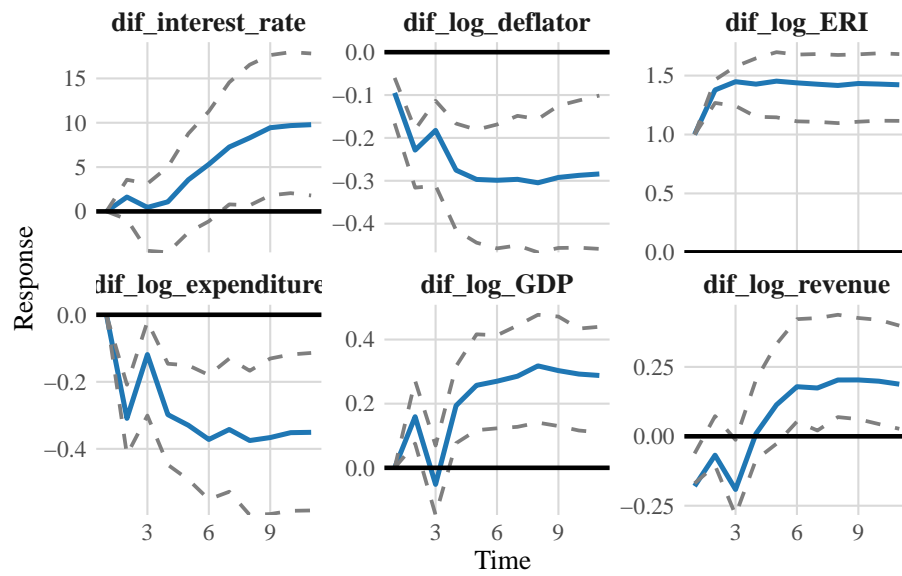 dif_interest_rate
dif_log_deflator
dif_log_ERI
15
10
5
0
0.0
−0.1
−0.2
−0.3
−0.4
1.5
1.0
0.5
0.0
Response
dif_log_expenditure
dif_log_GDP
dif_log_revenue
0.0
−0.2
−0.4
0.4
0.2
0.0
0.25
0.00
−0.25
3 6 9
3 6 9
3 6 9
Time